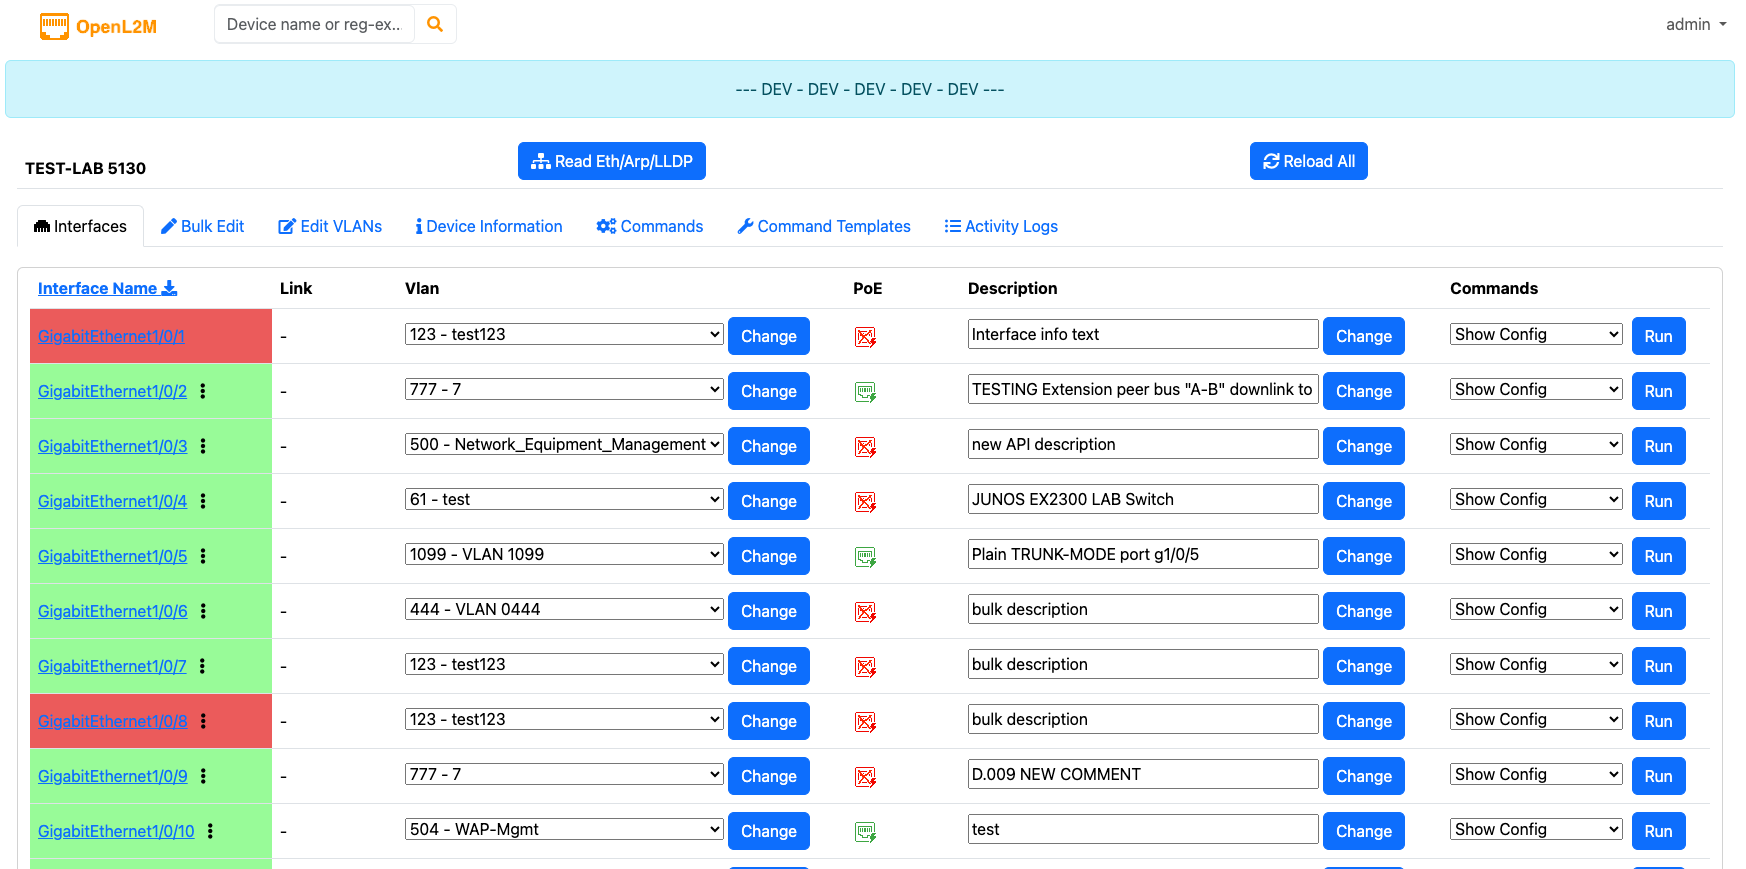 OpenL2M Device name or reg-ex... admin
--- DEV - DEV - DEV - DEV - DEV ---
TEST-LAB 5130 Read Eth/Arp/LLDP Reload All
Interfaces Bulk Edit Edit VLANs Device Information Commands Command Templates Activity Logs
Interface Name Link Vlan PoE Description Commands
GigabitEthernet1/0/1 - 123 - test123 Change Interface info text Change Show Config Run
GigabitEthernet1/0/2 - 777 - 7 Change TESTING Extension peer bus "A-B" downlink to Change Show Config Run
GigabitEthernet1/0/3 - 500 - Network_Equipment_Management Change new API description Change Show Config Run
GigabitEthernet1/0/4 - 61 - test Change JUNOS EX2300 LAB Switch Change Show Config Run
GigabitEthernet1/0/5 - 1099 - VLAN 1099 Change Plain TRUNK-MODE port g1/0/5 Change Show Config Run
GigabitEthernet1/0/6 - 444 - VLAN 0444 Change bulk description Change Show Config Run
GigabitEthernet1/0/7 - 123 - test123 Change bulk description Change Show Config Run
GigabitEthernet1/0/8 - 123 - test123 Change bulk description Change Show Config Run
GigabitEthernet1/0/9 - 777 - 7 Change D.009 NEW COMMENT Change Show Config Run
GigabitEthernet1/0/10 - 504 - WAP-Mgmt Change test Change Show Config Run